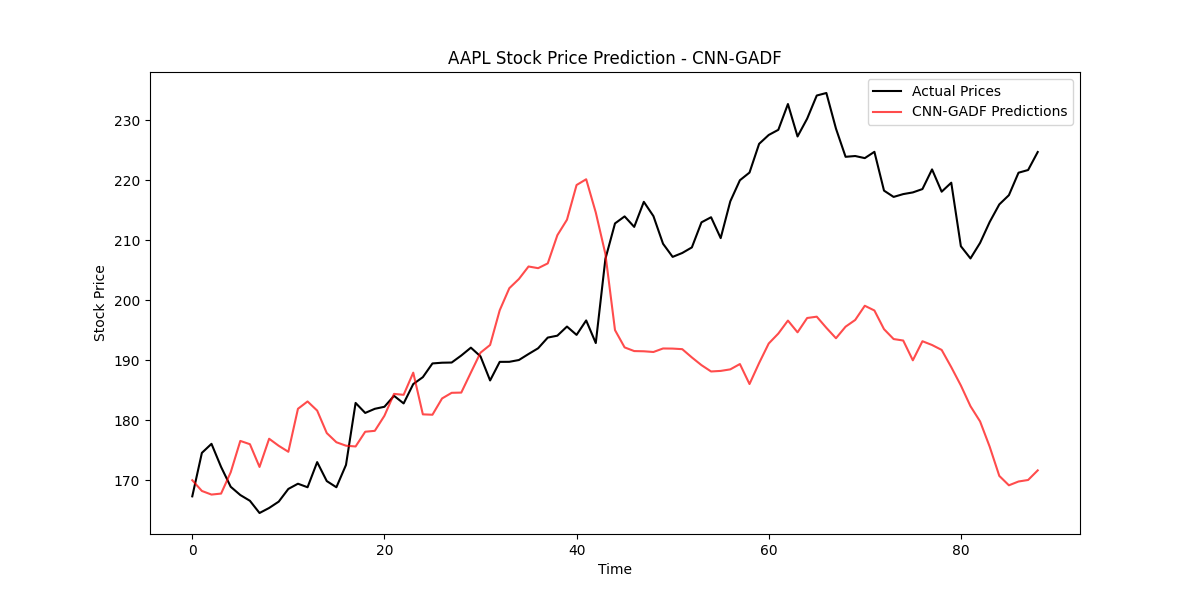 AAPL Stock Price Prediction - CNN-GADF
Actual Prices
CNN-GADF Predictions
Stock Price
230
220
210
200
190
180
170
0 20 40 60 80
Time